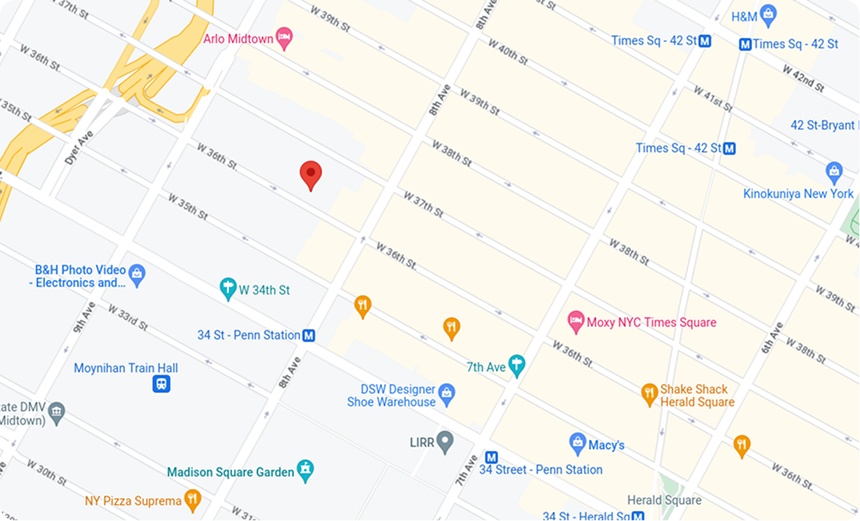 W 37th St
W 39th St
8th Ave
H&M
Arlo Midtown
Times Sq - 42 St
Times Sq - 42 St
W 36th St
W 40th St
W 42nd St
8th Ave
W 39th St
W 41st St
35th St
42 St-Bryant
Dyer Ave
W 36th St
W 38th St
Times Sq - 42 St
W 35th St
W 37th St
Kinokuniya New York
W 36th St
W 38th St
B&H Photo Video
- Electronics and...
W 34th St
W 39th St
9th Ave
W 33rd St
34 St - Penn Station
Moxy NYC Times Square
6th Ave
Moynihan Train Hall
8th Ave
7th Ave
W 36th St
W 38th St
DSW Designer
Shoe Warehouse
Shake Shack
Herald Square
ate DMV
Midtown)
LIRR
Macy's
Madison Square Garden
7th Ave
34 Street - Penn Station
W 30th St
W 36th St
NY Pizza Suprema
Herald Square
W 31
34 St - Herald Sq